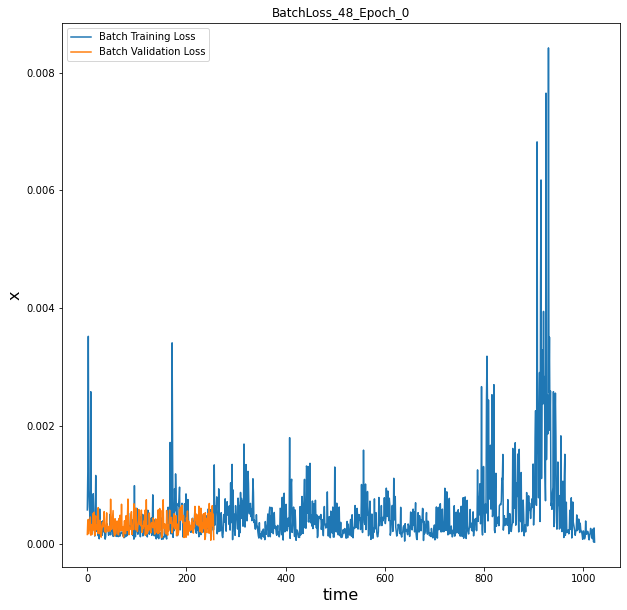 BatchLoss_48_Epoch_0
Batch Training Loss
Batch Validation Loss
0.008
0.006
0.004
0.002
0.000
x
0 200 400 600 800 1000
time